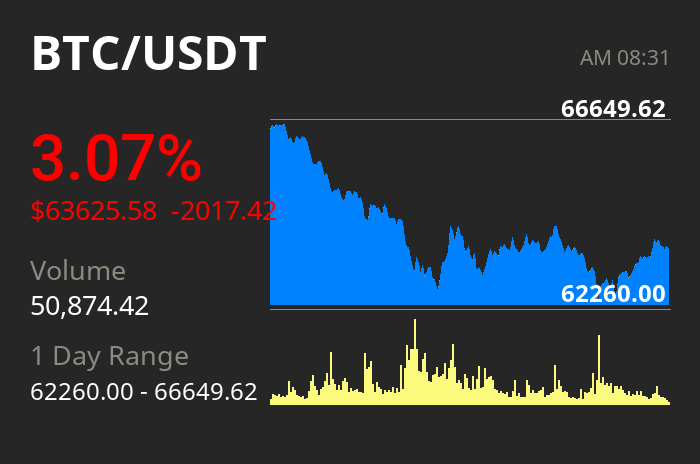 BTC/USDT
AM 08:31
66649.62
3.07%
$63625.58 -2017.42
Volume
50,874.42
62260.00
1 Day Range
62260.00 - 66649.62